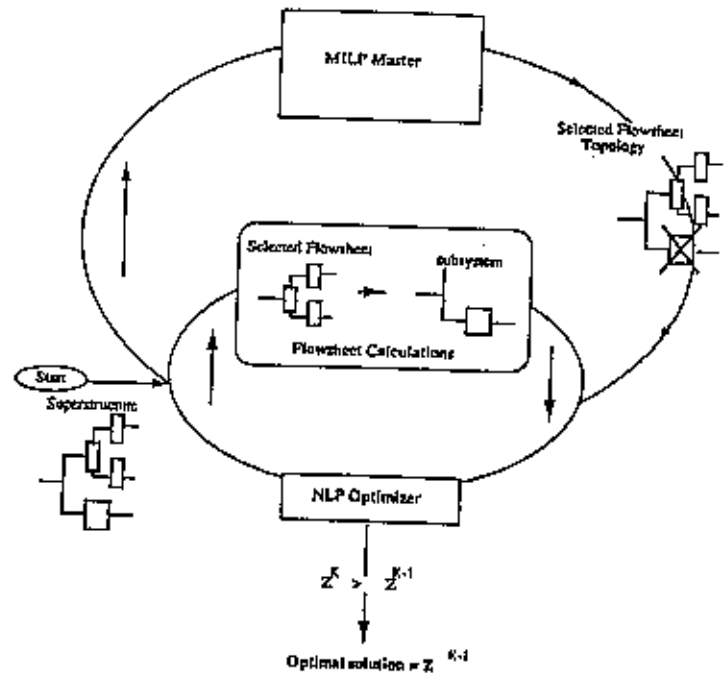 MILP Master
Selected Flowsheet
Topology
Selected Flowsheet
subsystem
Flowsheet Calculations
Start
Superstructure
NLP Optimizer
Z^K > Z^K-1
Optimal solution = Z^K-1